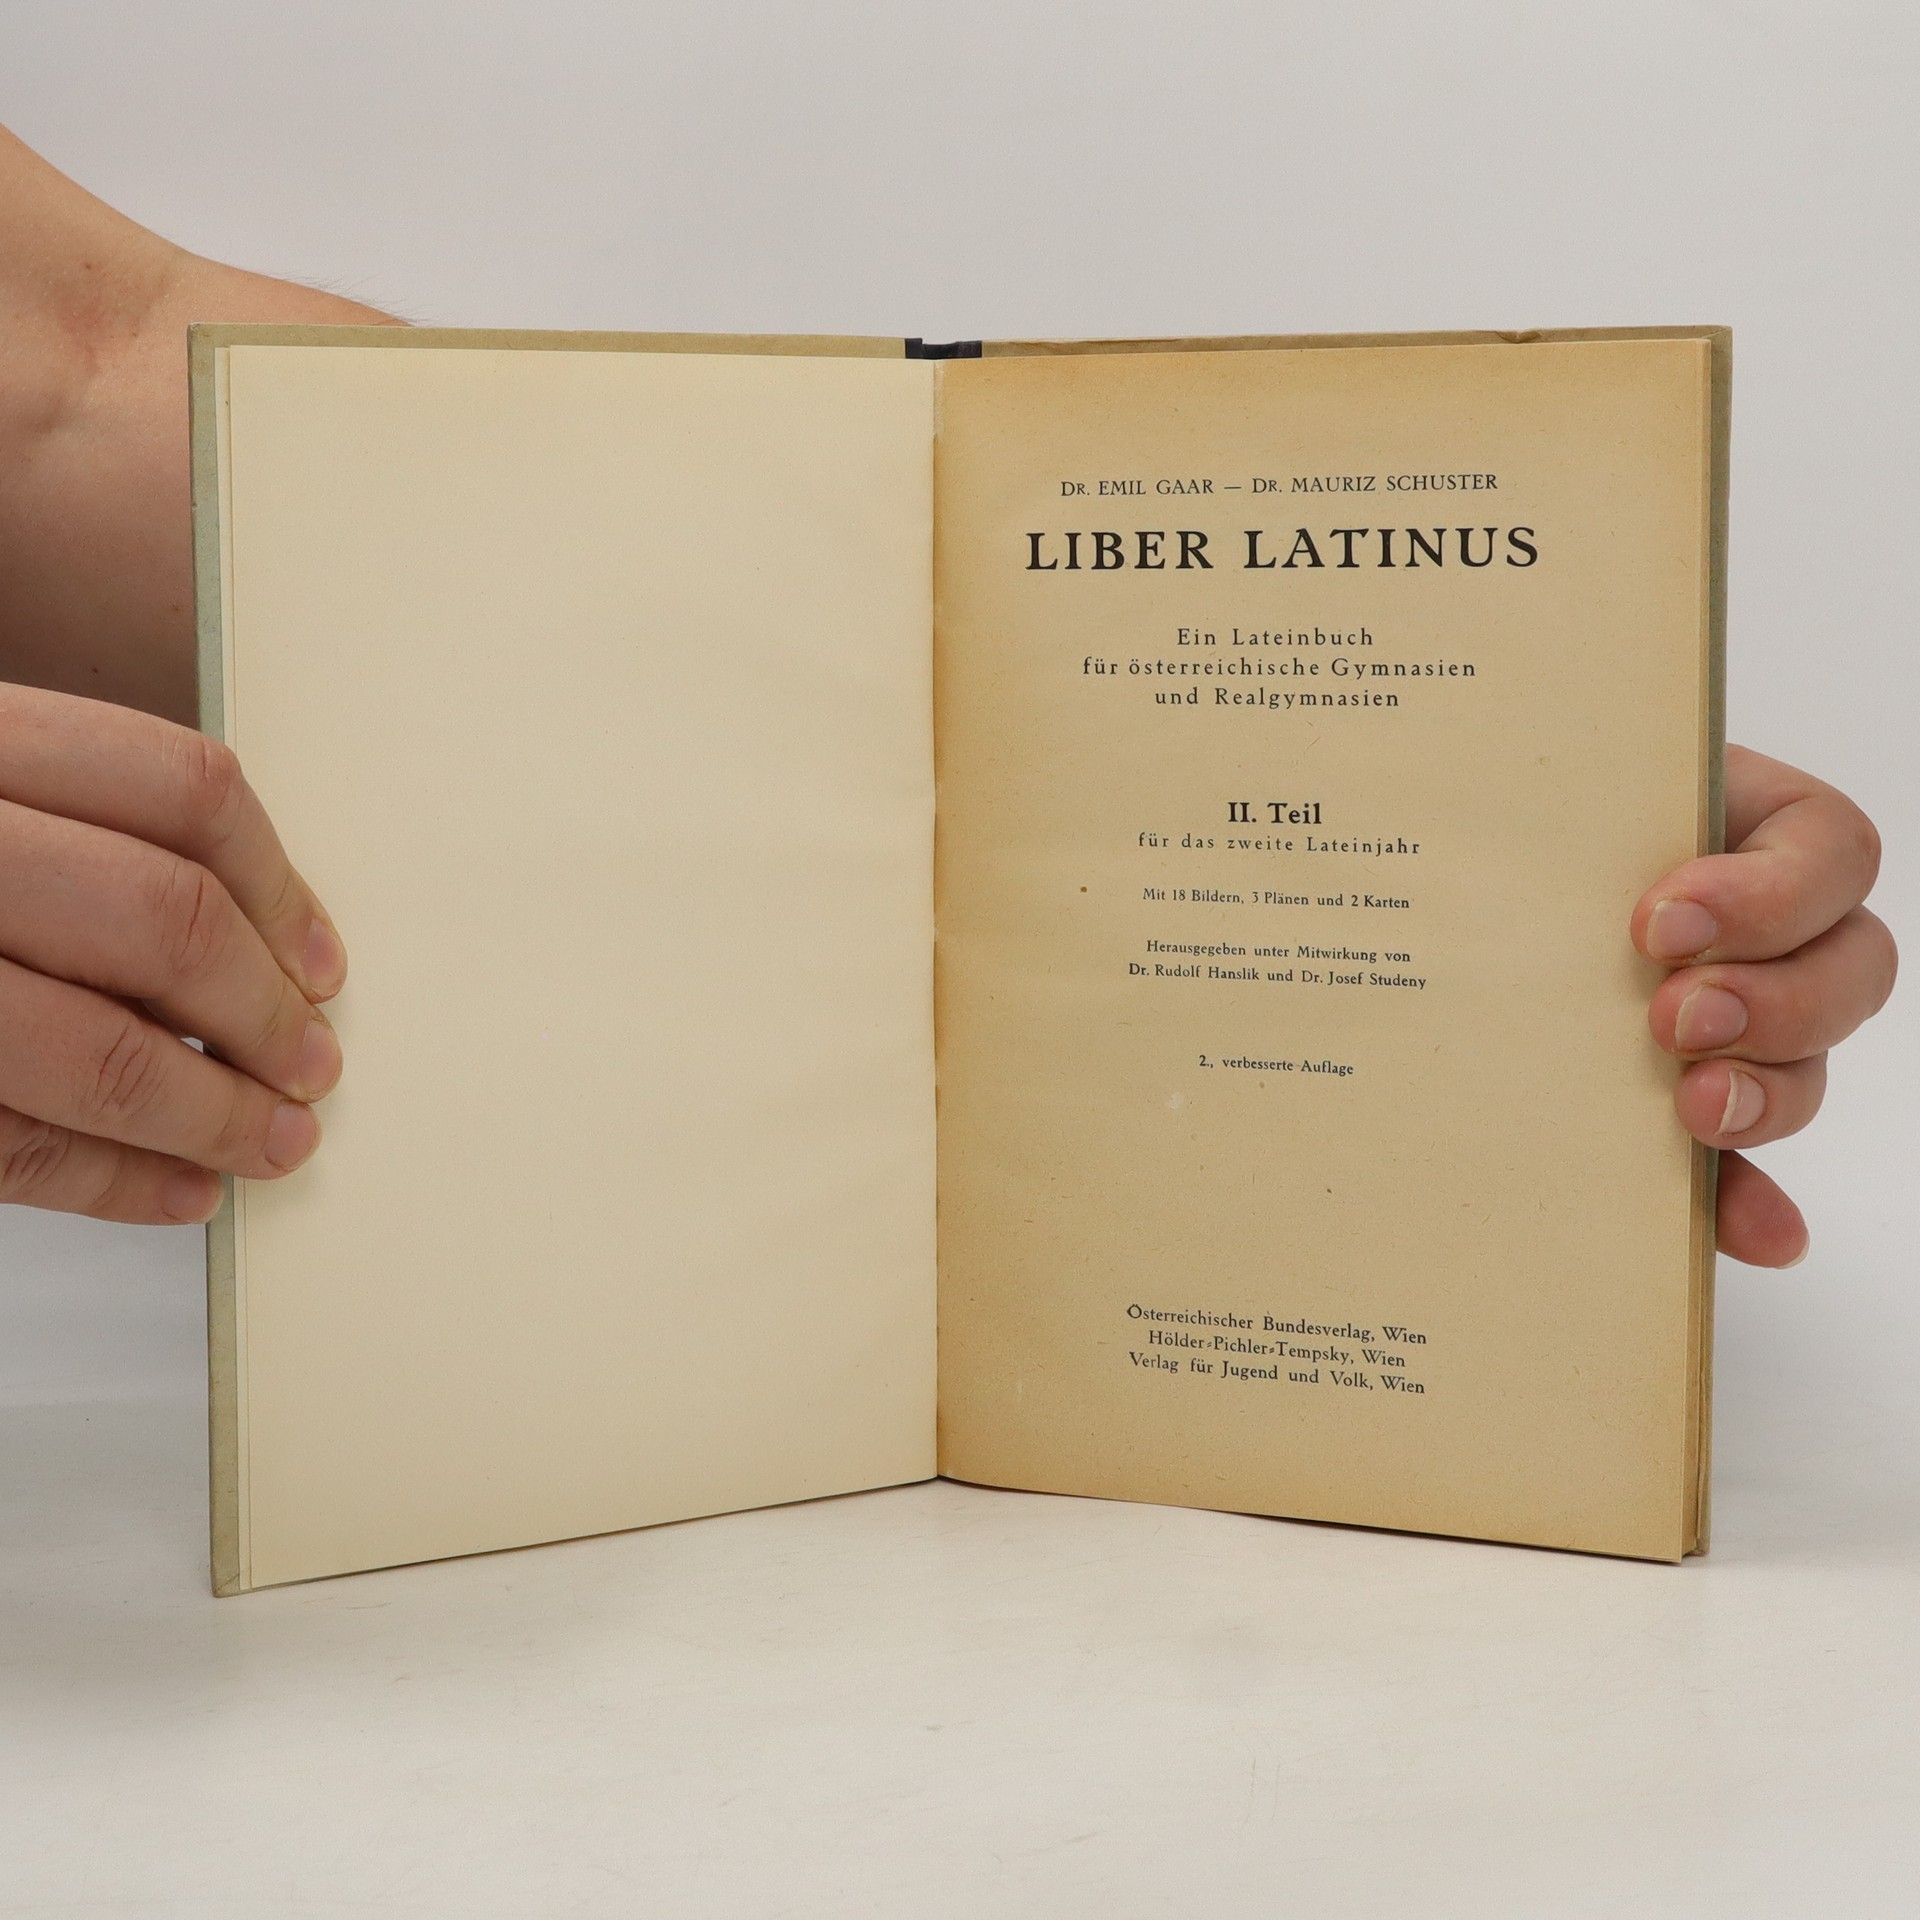 DR. EMIL GAAR — DR. MAURIZ SCHUSTER
LIBER LATINUS
Ein Lateinbuch
für österreichische Gymnasien
und Realgymnasien
II. Teil
für das zweite Lateinjahr
Mit 18 Bildern, 3 Plänen und 2 Karten
Herausgegeben unter Mitwirkung von
Dr. Rudolf Hanslik und Dr. Josef Studeny
2., verbesserte Auflage
Österreichischer Bundesverlag, Wien
Hölder-Pichler-Tempsky, Wien
Verlag für Jugend und Volk, Wien